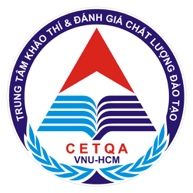 TRUNG TÂM KHẢO THÍ & ĐÁNH GIÁ CHẤT LƯỢNG ĐÀO TẠO
CETQA
VNU-HCM